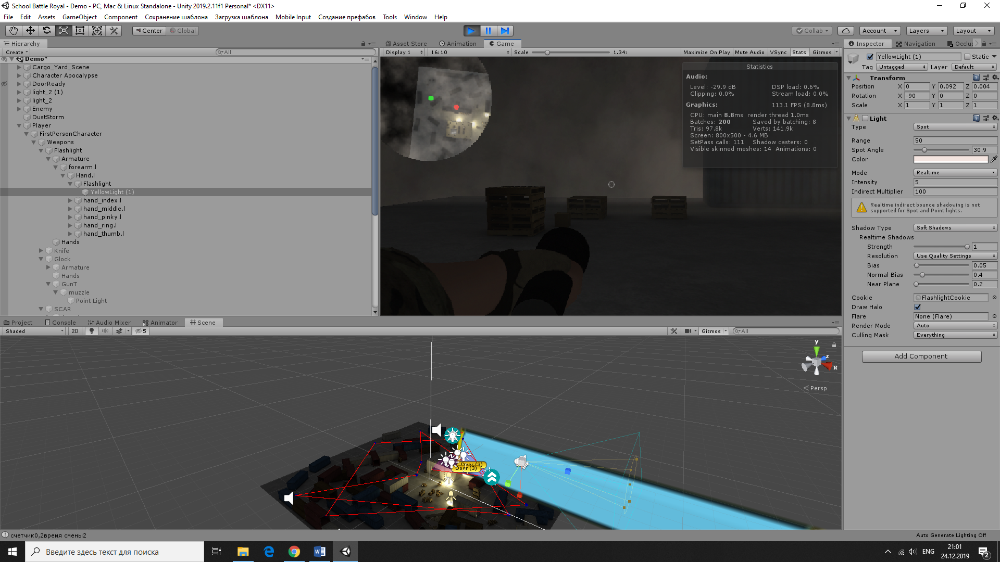 School Battle Royal - Demo - PC, Mac & Linux Standalone - Unity 2019.2.11f1 Personal* <DX11>
File Edit Assets GameObject Component Сохранение шаблона Загрузка шаблона Mobile Input Создание префабов Tools Window Help
Center Global Collab Account Layers Layout
Hierarchy
Create All
Demo*
Cargo_Yard_Scene
Character Apocalypse
DoorReady
light_2 (1)
light_2
Enemy
DustStorm
Player
FirstPersonCharacter
Weapons
Flashlight
Armature
forearm.l
Hand.l
Flashlight
YellowLight (1)
hand_index.l
hand_middle.l
hand_pinky.l
hand_ring.l
hand_thumb.l
Hands
Knife
Glock
Armature
Hands
GunT
muzzle
Point Light
SCAR
Asset Store Animation Game
Display 1 16:10 Scale 1.34x Maximize On Play Mute Audio VSync Stats Gizmos
Statistics
Audio:
Level: -29.9 dB DSP load: 0.6%
Clipping: 0.0% Stream load: 0.0%
Graphics: 113.1 FPS (8.8ms)
CPU: main 8.8ms render thread 1.0ms
Batches: 200 Saved by batching: 8
Tris: 97.8k Verts: 141.9k
Screen: 800x500 - 4.6 MB
SetPass calls: 111 Shadow casters: 0
Visible skinned meshes: 14 Animations: 0
Inspector Navigation Occlus
YellowLight (1) Static
Tag Untagged Layer Default
Transform
Position X 0 Y 0.092 Z 0.004
Rotation X -90 Y 0 Z 0
Scale X 1 Y 1 Z 1
Light
Type Spot
Range 50
Spot Angle 30.9
Color
Mode Realtime
Intensity 5
Indirect Multiplier 100
Realtime indirect bounce shadowing is not
supported for Spot and Point lights.
Shadow Type Soft Shadows
Realtime Shadows
Strength 1
Resolution Use Quality Settings
Bias 0.05
Normal Bias 0.4
Near Plane 0.2
Cookie FlashlightCookie
Draw Halo
Flare None (Flare)
Render Mode Auto
Culling Mask Everything
Add Component
Project Console Audio Mixer Animator Scene
Shaded 2D 5 Gizmos All
y
z
x
Persp
Door (3)
Door (3)
счетчик0,2время смены2
Auto Generate Lighting Off
Введите здесь текст для поиска
ENG
21:01
24.12.2019
2